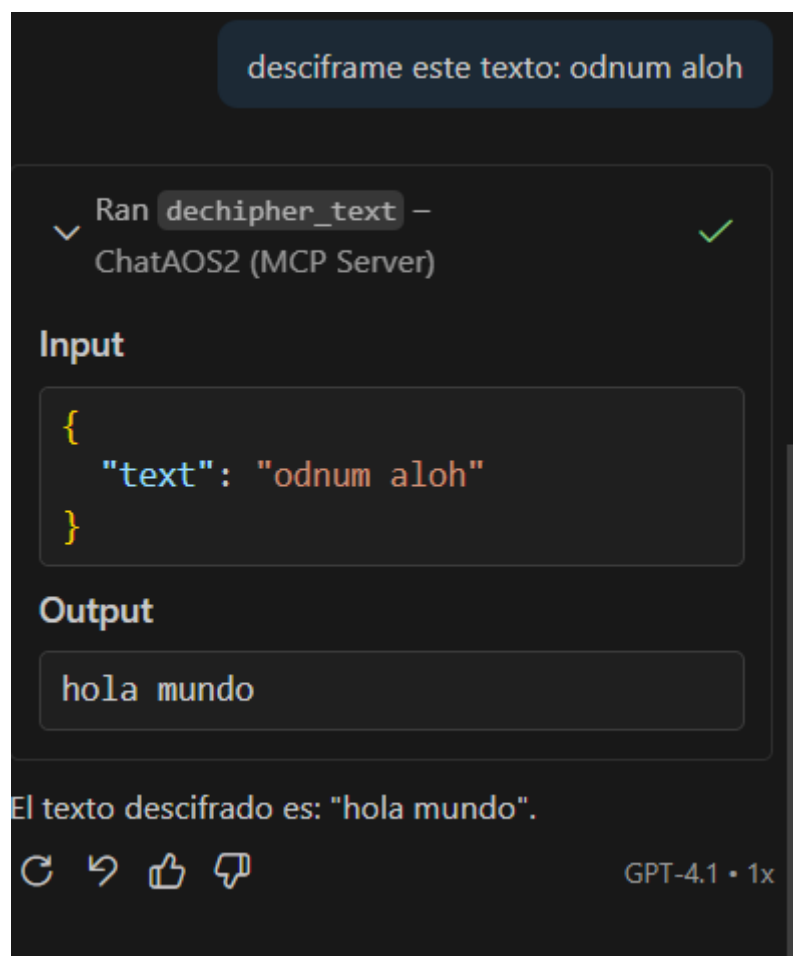 desciframe este texto: odnum aloh
Ran dechipher_text –
ChatAOS2 (MCP Server)
Input
{
"text": "odnum aloh"
}
Output
hola mundo
El texto descifrado es: "hola mundo".
GPT-4.1 • 1x